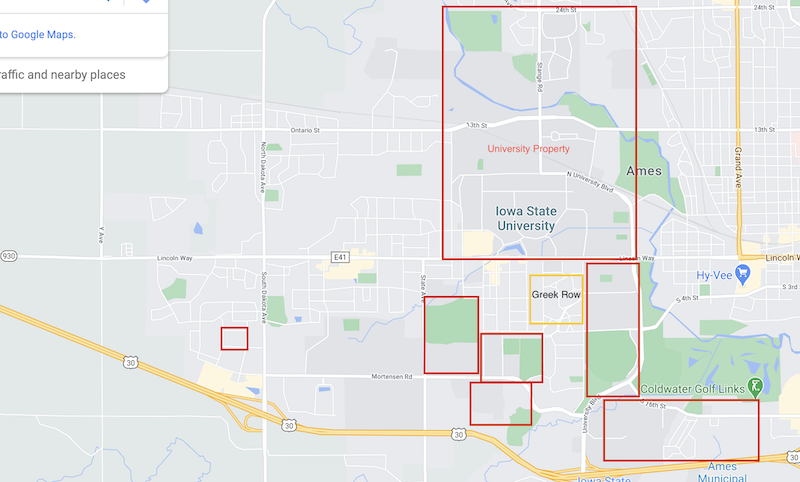 to Google Maps.
raffic and nearby places
24th St
Stange Rd
13th St
13th St
Ontario St
North Dakota Ave
University Property
N University Blvd
Ames
Grand Ave
Y Ave
Iowa State
University
930
Lincoln Way
E41
Lincoln Way
Lincoln W
Hy-Vee
South Dakota Ave
State Ave
Greek Row
S 3rd
S 4th St
30
Mortensen Rd
Coldwater Golf Links
University Blvd
S 16th St
30
30
30
Iowa State
Ames
Municipal